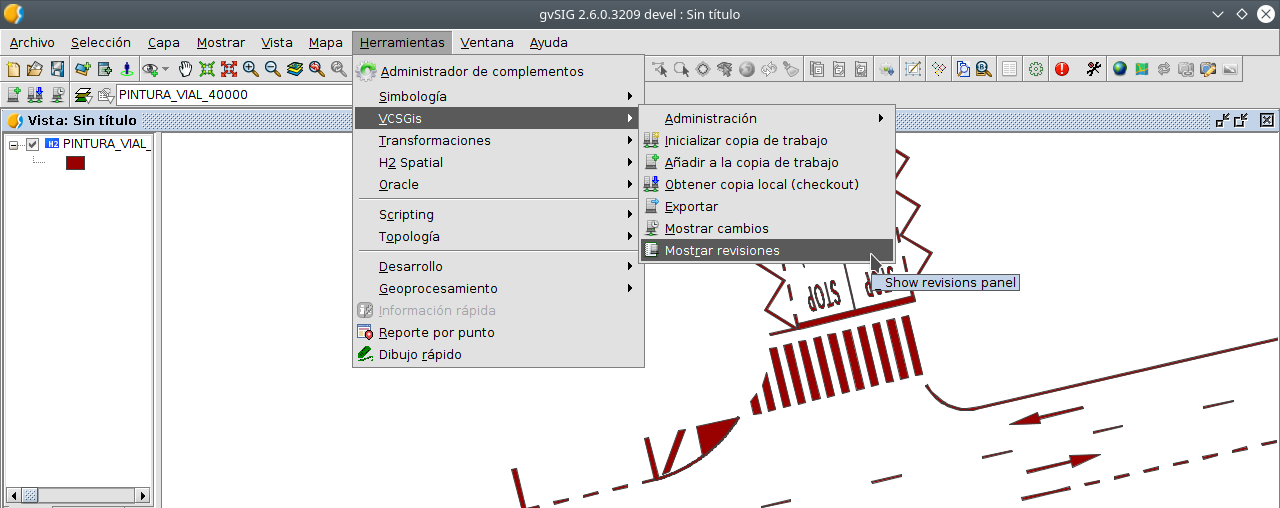 gvSIG 2.6.0.3209 devel : Sin título
Archivo Selección Capa Mostrar Vista Mapa Herramientas Ventana Ayuda
Administrador de complementos
PINTURA_VIAL_40000
Simbología
Vista: Sin título
VCSGis
Administración
H2 PINTURA_VIAL_
Transformaciones
Inicializar copia de trabajo
H2 Spatial
Añadir a la copia de trabajo
Oracle
Obtener copia local (checkout)
Scripting
Exportar
Topología
Mostrar cambios
Mostrar revisiones
Desarrollo
Geoprocesamiento
Show revisions panel
STOP
STOP
Información rápida
Reporte por punto
Dibujo rápido